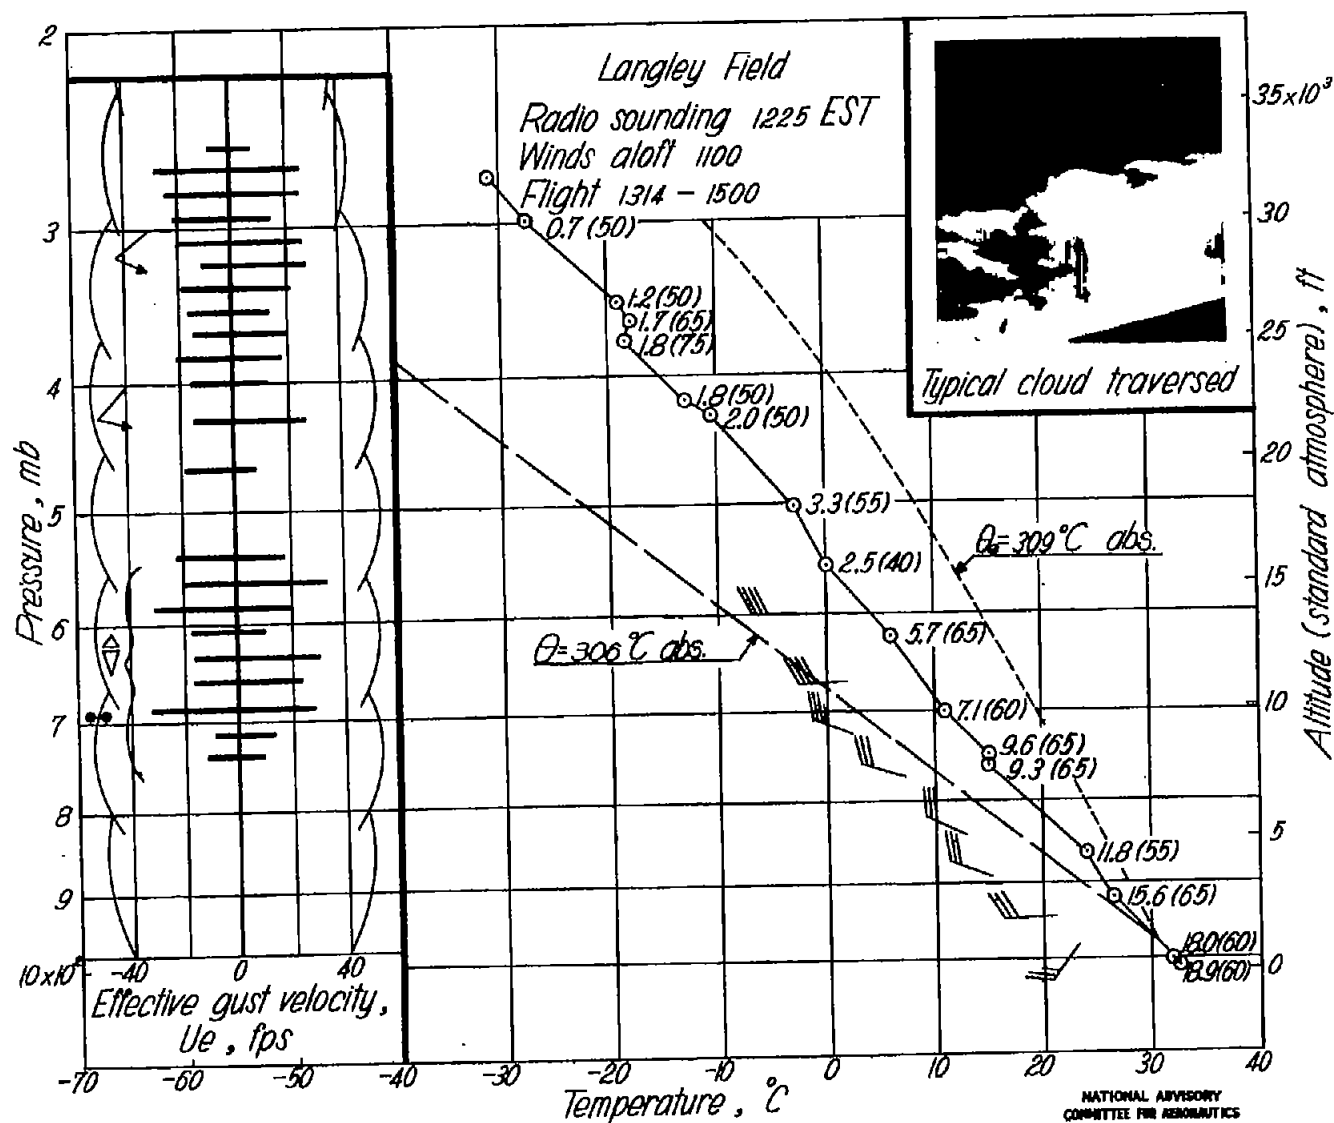 Langley Field
Radio sounding 1225 EST
Winds aloft 1100
Flight 1314 – 1500
Typical cloud traversed
Pressure, mb
2
3
4
5
6
7
8
9
10x10²
Altitude (standard atmosphere), ft
35x10³
30
25
20
15
10
5
0
0.7 (50)
1.2 (50)
1.7 (65)
1.8 (75)
1.8 (50)
2.0 (50)
3.3 (55)
2.5 (40)
5.7 (65)
7.1 (60)
9.6 (65)
9.3 (65)
11.8 (55)
15.6 (65)
18.0 (60)
18.9 (60)
θ=306°C abs.
=309°C abs.
-40 0 40
Effective gust velocity,
Ue, fps
-70 -60 -50 -40 -30 -20 -10 0 10 20 30 40
Temperature, °C
NATIONAL ADVISORY
COMMITTEE FOR AERONAUTICS